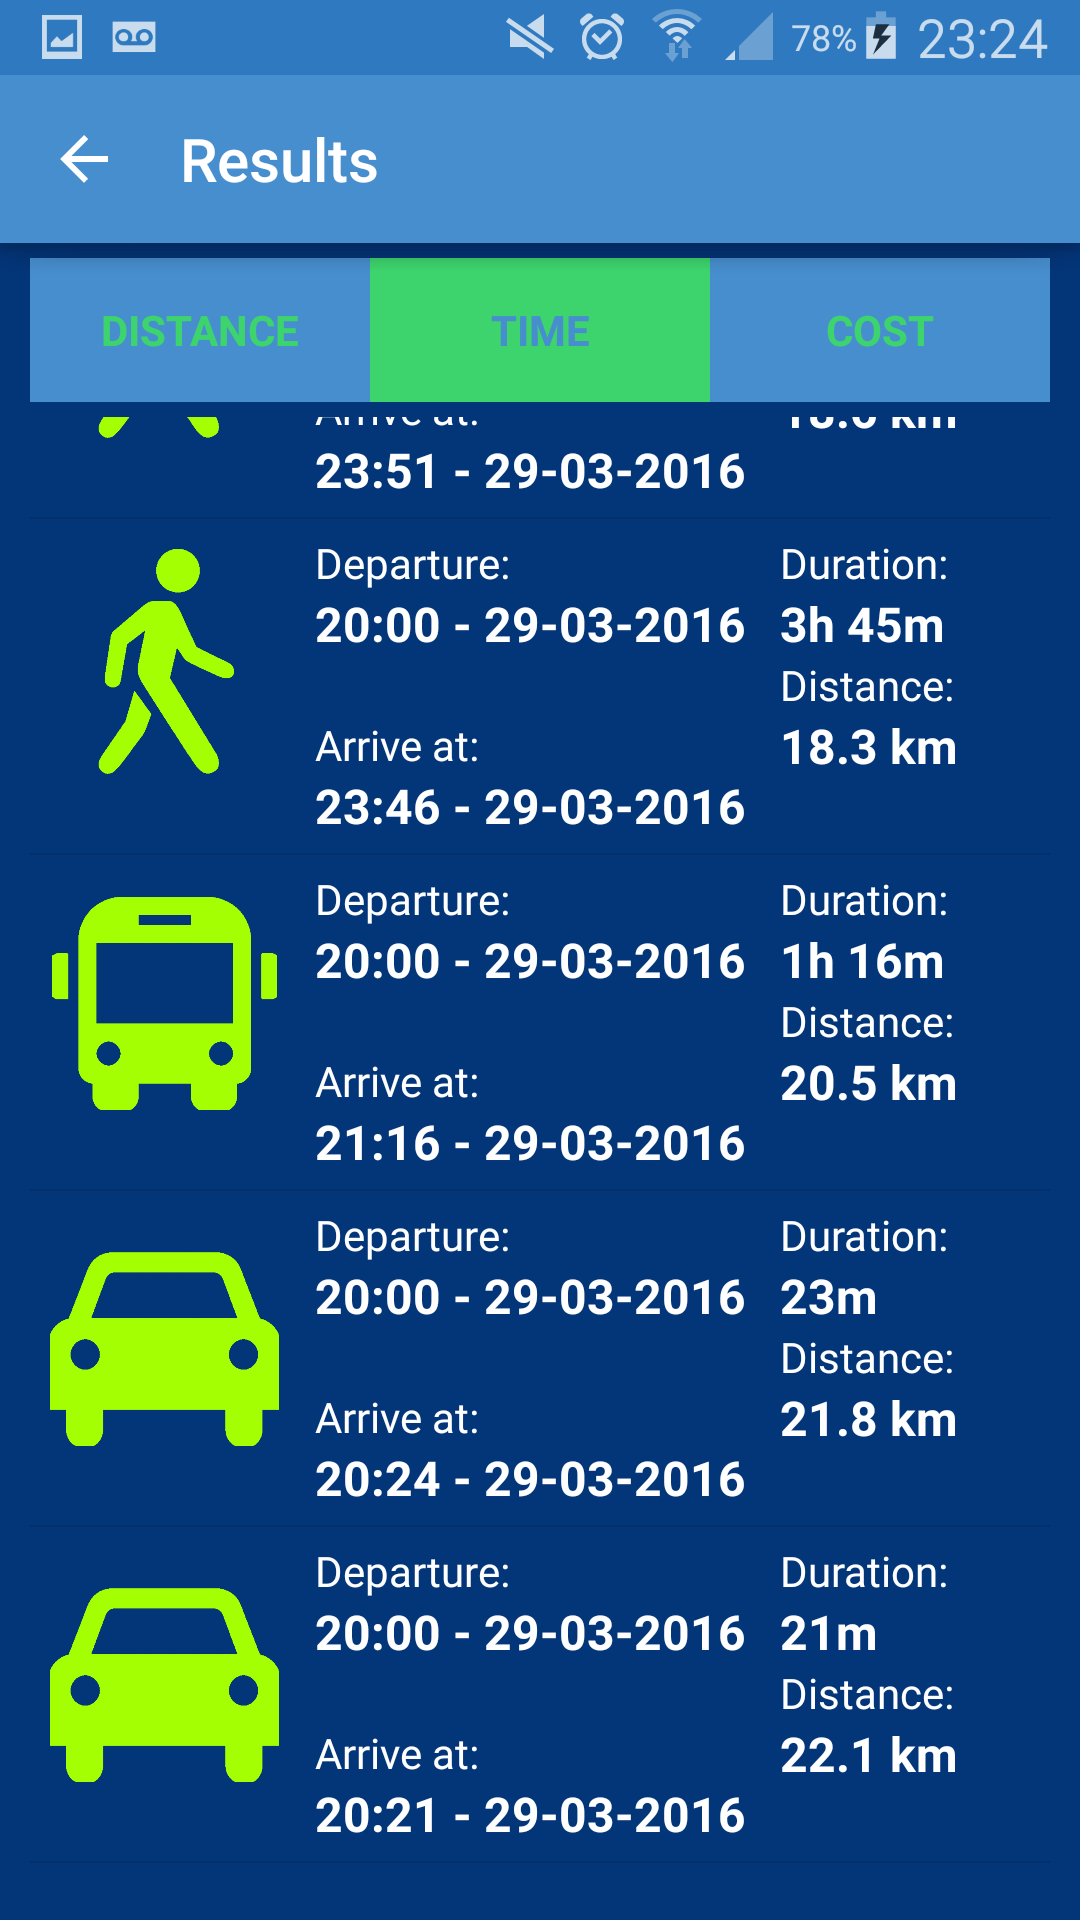 78% 23:24
Results
DISTANCE TIME COST
Arrive at:
km
23:51 - 29-03-2016
Departure: Duration:
20:00 - 29-03-2016 3h 45m
Distance:
Arrive at: 18.3 km
23:46 - 29-03-2016
Departure: Duration:
20:00 - 29-03-2016 1h 16m
Distance:
Arrive at: 20.5 km
21:16 - 29-03-2016
Departure: Duration:
20:00 - 29-03-2016 23m
Distance:
Arrive at: 21.8 km
20:24 - 29-03-2016
Departure: Duration:
20:00 - 29-03-2016 21m
Distance:
Arrive at: 22.1 km
20:21 - 29-03-2016